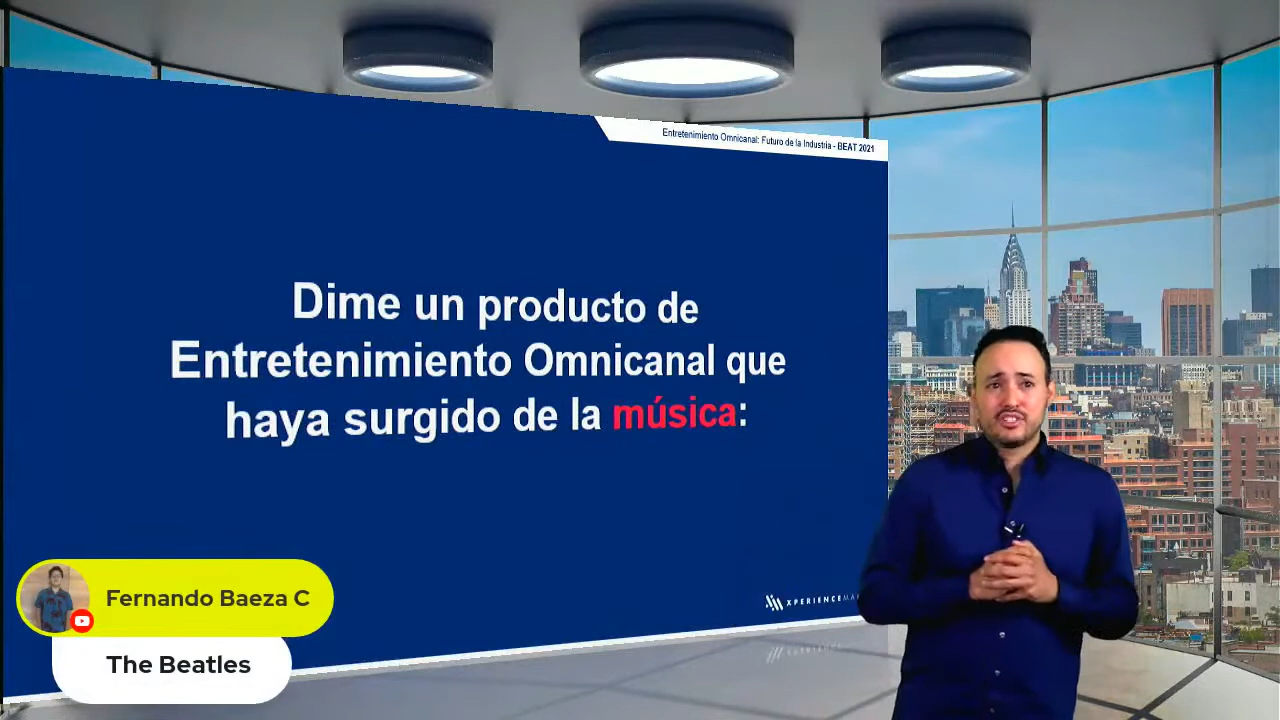 Entretenimiento Omnicanal: Futuro de la Industria - BEAT 2021
Dime un producto de
Entretenimiento Omnicanal que
haya surgido de la música:
XPERIENCEMA
Fernando Baeza C
The Beatles